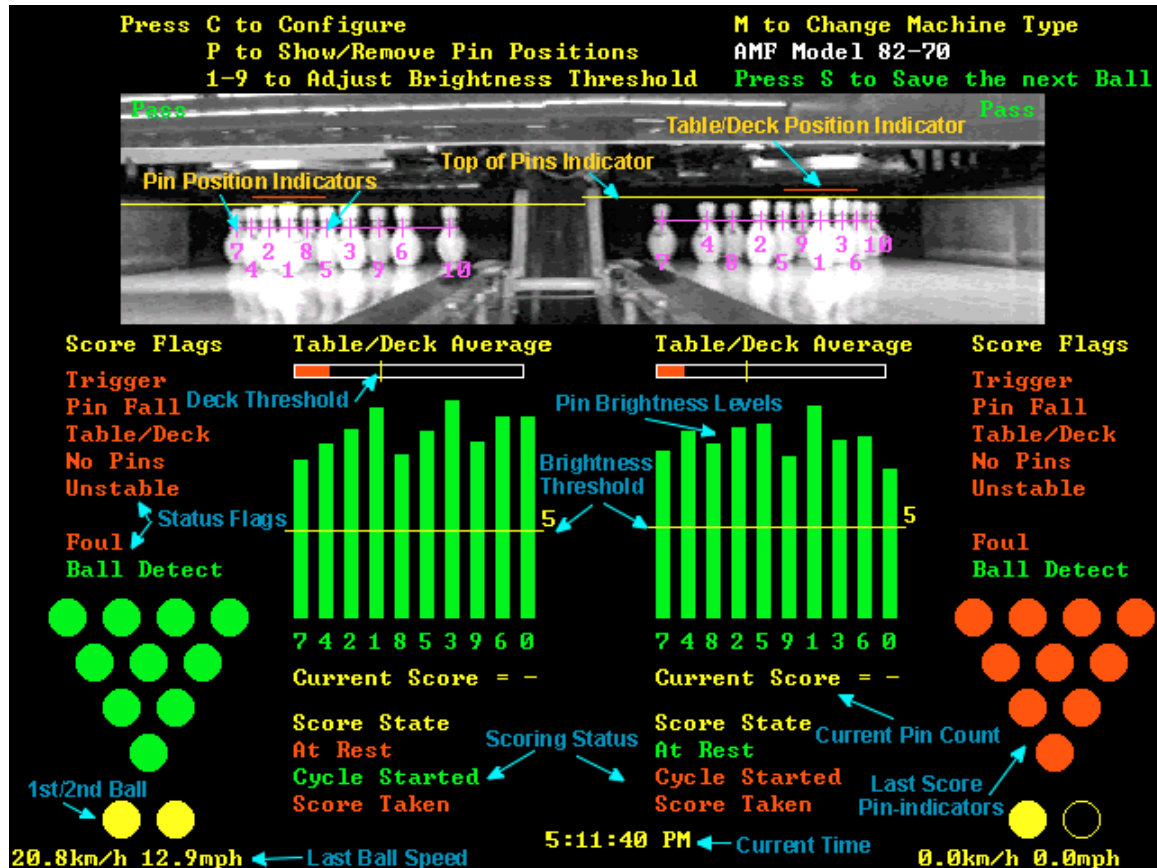 Press C to Configure
M to Change Machine Type
P to Show/Remove Pin Positions
AMF Model 82-70
1-9 to Adjust Brightness Threshold
Press S to Save the next Ball
Pass
Pass
Table/Deck Position Indicator
Top of Pins Indicator
Pin Position Indicators
7 4 2 1 8 5 3 9 6 10
7 4 8 2 5 9 1 3 6 10
Score Flags
Table/Deck Average
Table/Deck Average
Score Flags
Trigger
Pin Fall
Table/Deck
No Pins
Unstable
Deck Threshold
Pin Brightness Levels
Trigger
Pin Fall
Table/Deck
No Pins
Unstable
Brightness
Threshold
5
5
Status Flags
Foul
Ball Detect
Foul
Ball Detect
7 4 2 1 8 5 3 9 6 0
7 4 8 2 5 9 1 3 6 0
Current Score = -
Current Score = -
Score State
At Rest
Cycle Started
Score Taken
Scoring Status
Score State
At Rest
Cycle Started
Score Taken
Current Pin Count
Last Score
Pin-indicators
1st/2nd Ball
20.8km/h 12.9mph
Last Ball Speed
5:11:40 PM
Current Time
0.0km/h 0.0mph